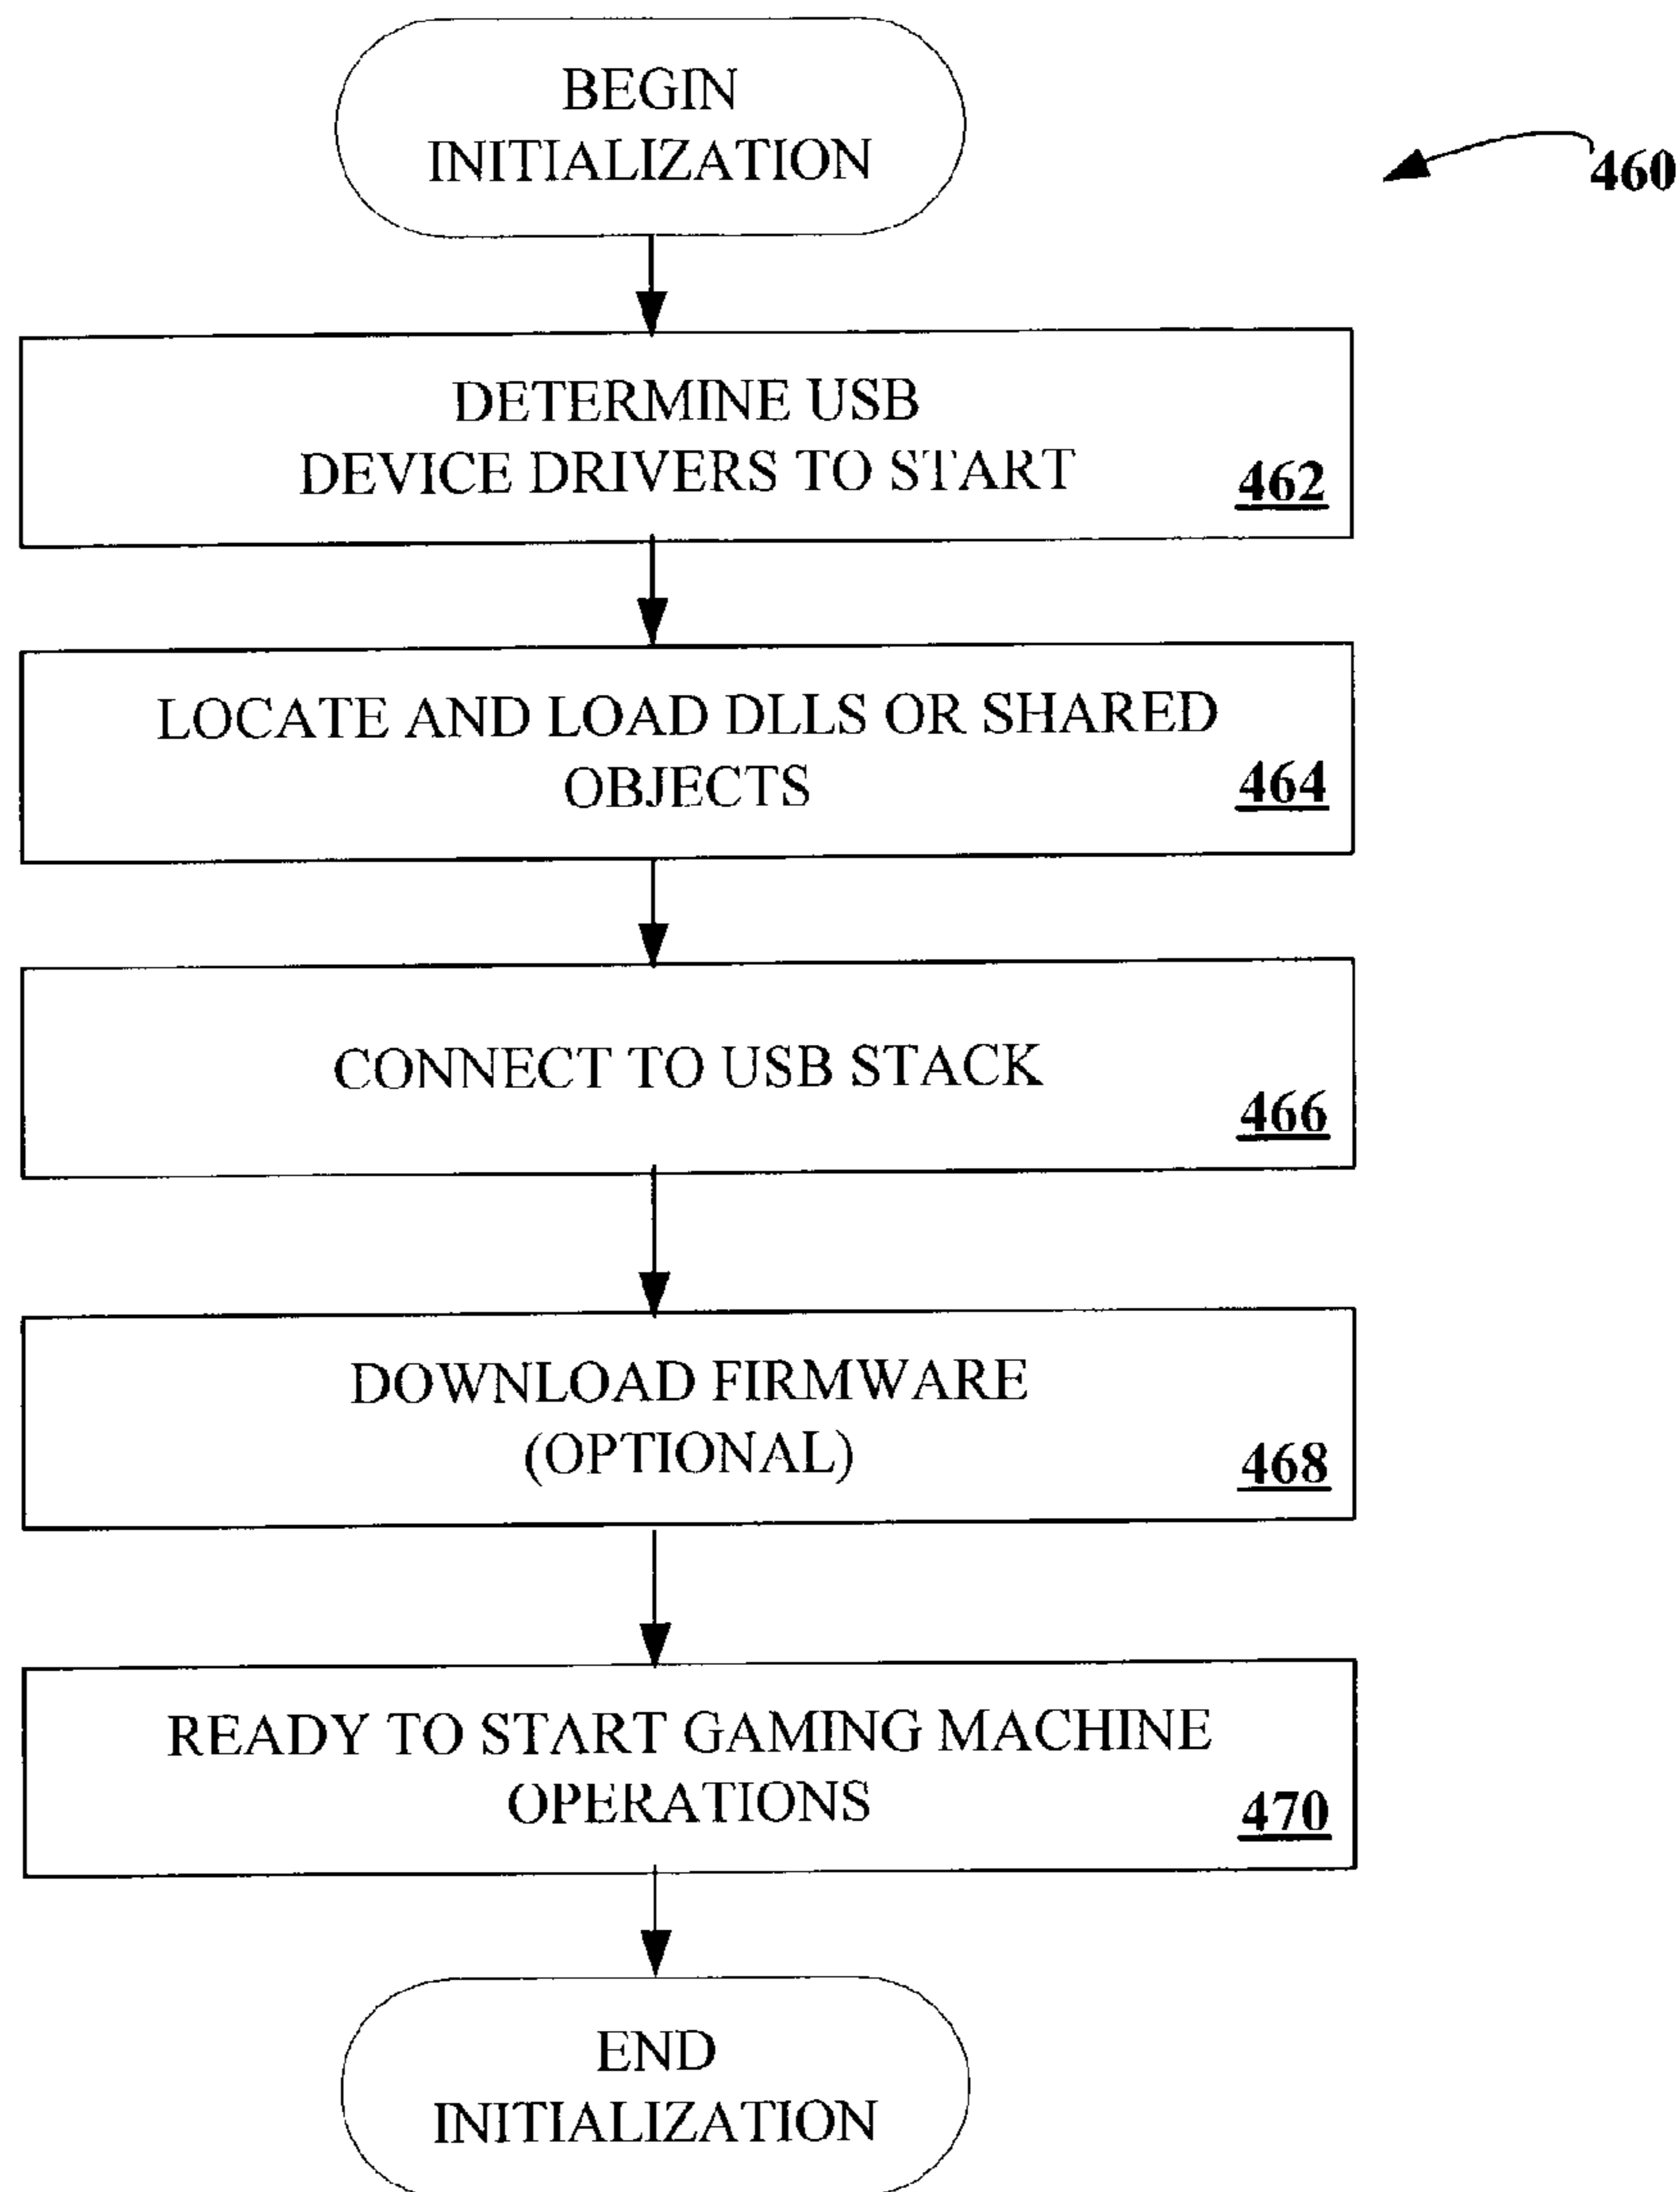 BEGIN
INITIALIZATION
460
DETERMINE USB
DEVICE DRIVERS TO START
462
LOCATE AND LOAD DLLS OR SHARED
OBJECTS
464
CONNECT TO USB STACK
466
DOWNLOAD FIRMWARE
(OPTIONAL)
468
READY TO START GAMING MACHINE
OPERATIONS
470
END
INITIALIZATION